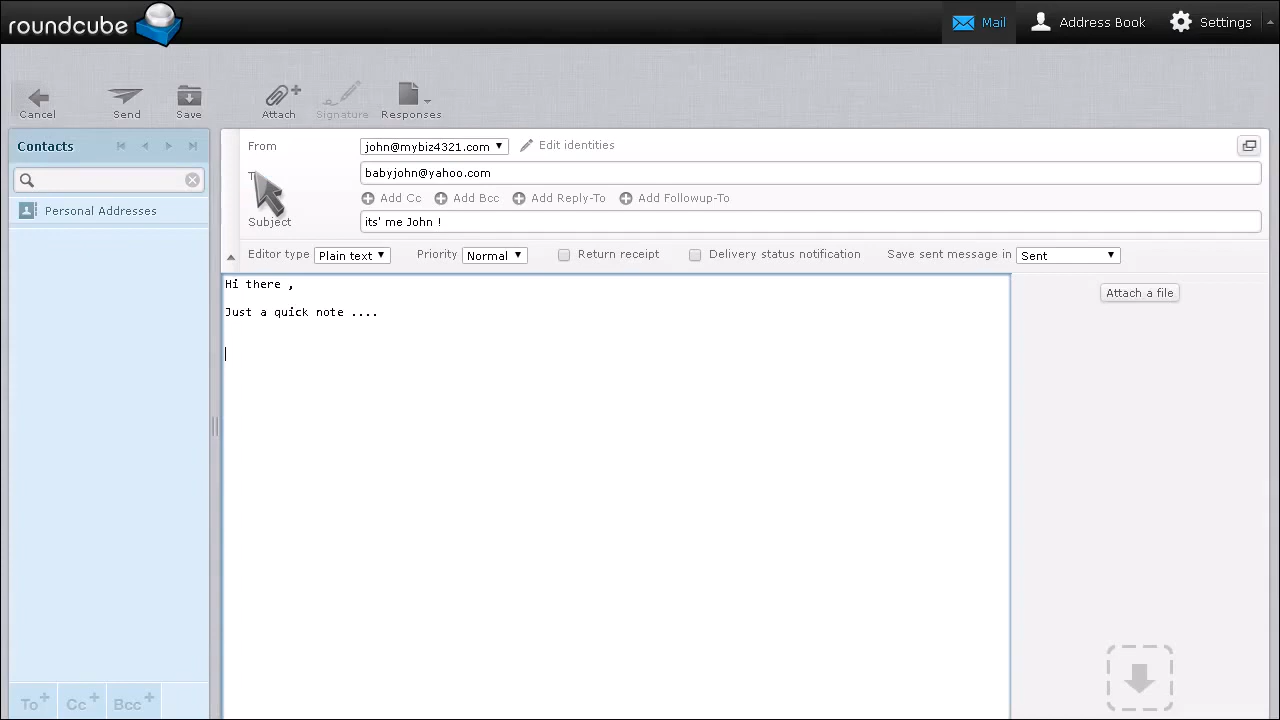 roundcube
Mail
Address Book
Settings
Cancel
Send
Save
Attach
Signature
Responses
Contacts
Personal Addresses
From
john@mybiz4321.com
Edit identities
babyjohn@yahoo.com
Add Cc
Add Bcc
Add Reply-To
Add Followup-To
Subject
its' me John !
Editor type
Plain text
Priority
Normal
Return receipt
Delivery status notification
Save sent message in
Sent
Hi there ,
Just a quick note ....
Attach a file
To+
Cc+
Bcc+